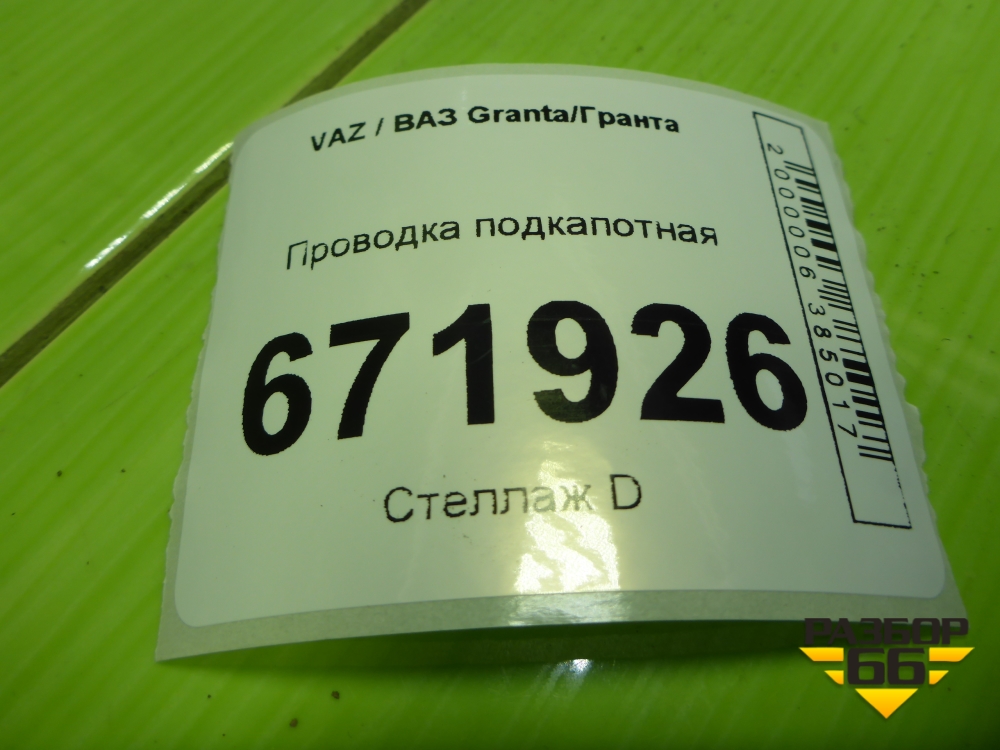 VAZ / ВАЗ Granta/Гранта
Проводка подкапотная
671926
Стеллаж D
2000006385017
РАЗБОР
66